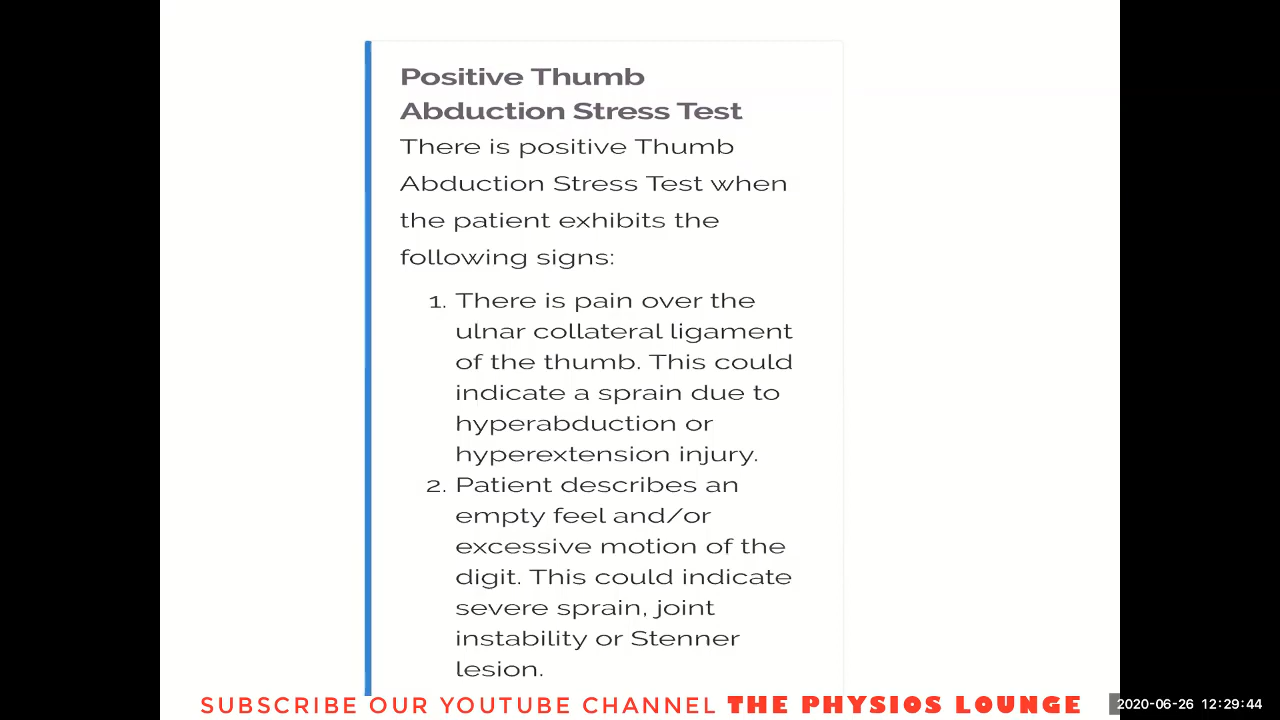 Positive Thumb
Abduction Stress Test
There is positive Thumb
Abduction Stress Test when
the patient exhibits the
following signs:
1. There is pain over the
ulnar collateral ligament
of the thumb. This could
indicate a sprain due to
hyperabduction or
hyperextension injury.
2. Patient describes an
empty feel and/or
excessive motion of the
digit. This could indicate
severe sprain, joint
instability or Stenner
lesion.
SUBSCRIBE OUR YOUTUBE CHANNEL THE PHYSIOS LOUNGE
2020-06-26 12:29:44